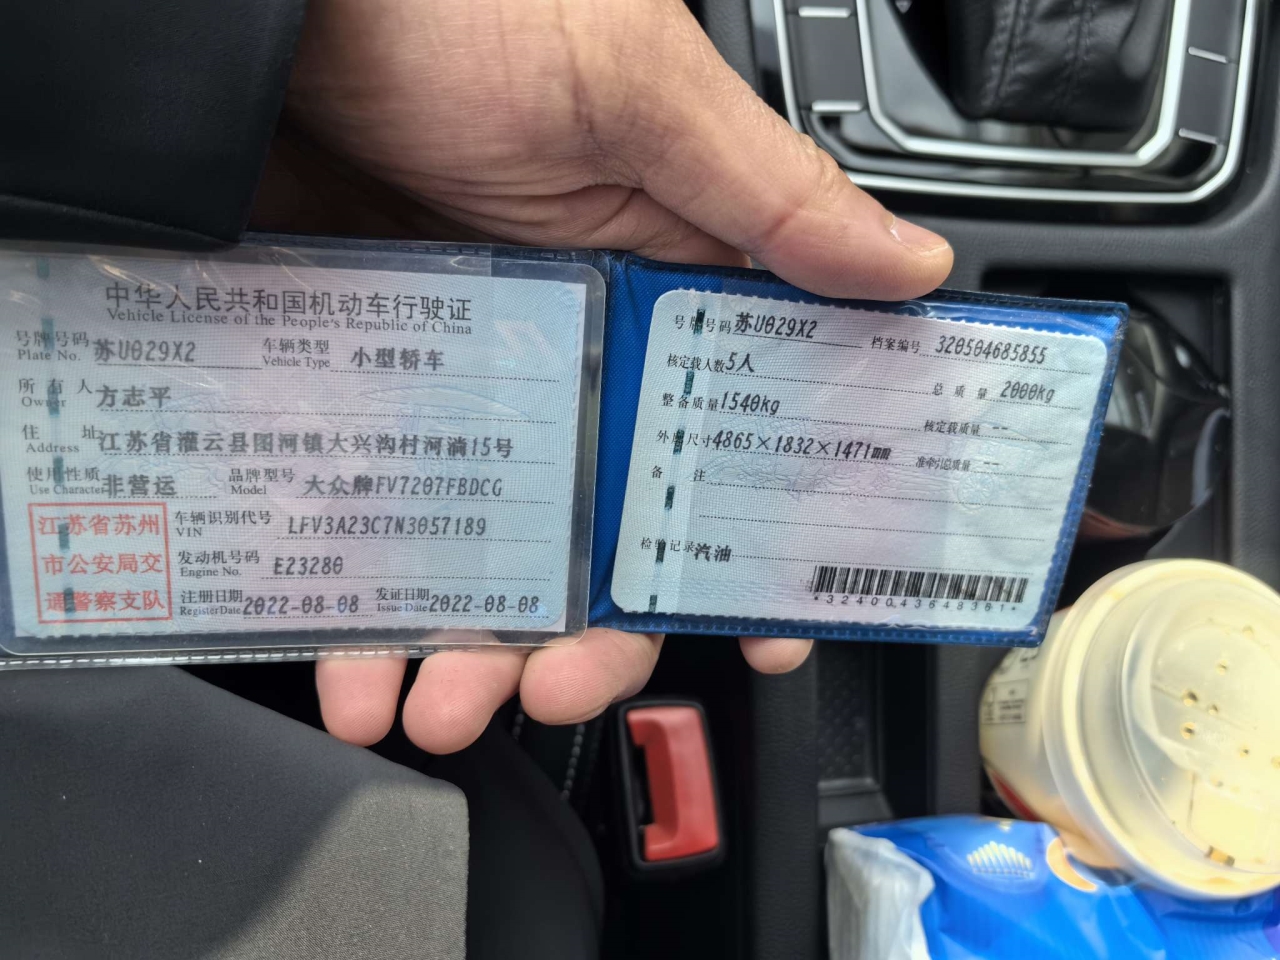 中华人民共和国机动车行驶证
Vehicle License of the People's Republic of China
号牌号码 苏U029X2 车辆类型 小型轿车
Plate No. Vehicle Type
所有人 方志平
Owner
住址 江苏省灌云县图河镇大兴沟村河淌15号
Address
使用性质 非营运 品牌型号 大众牌FV7207FBDCG
Use Character Model
江苏省苏州
市公安局交
通警察支队
车辆识别代号 LFV3A23C7N3057189
VIN
发动机号码 E23280
Engine No.
注册日期 2022-08-08 发证日期 2022-08-08
Register Date Issue Date
号牌号码 苏U029X2 档案编号 320504685855
核定载人数 5人 总质量 2000kg
整备质量 1540kg 核定载质量 --
外廓尺寸 4865×1832×1471mm 准牵引总质量 --
备注
检验记录 汽油
*3240043648361*